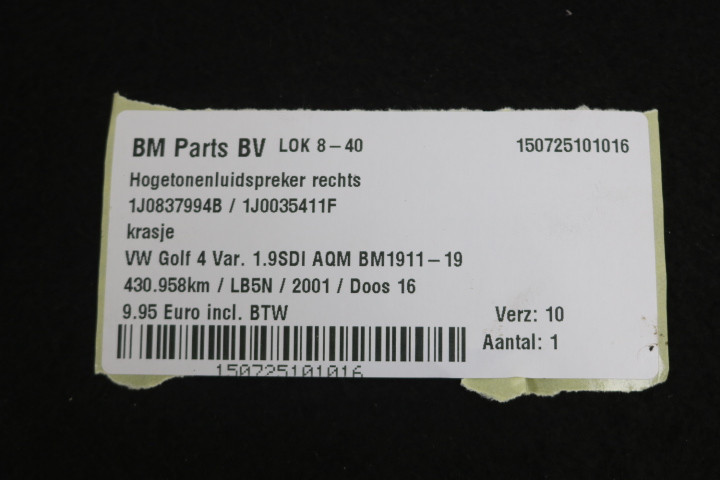 BM Parts BV LOK 8-40 150725101016
Hogetonenluidspreker rechts
1J0837994B / 1J0035411F
krasje
VW Golf 4 Var. 1.9SDI AQM BM1911-19
430.958km / LB5N / 2001 / Doos 16
9.95 Euro incl. BTW Verz: 10
Aantal: 1
150725101016